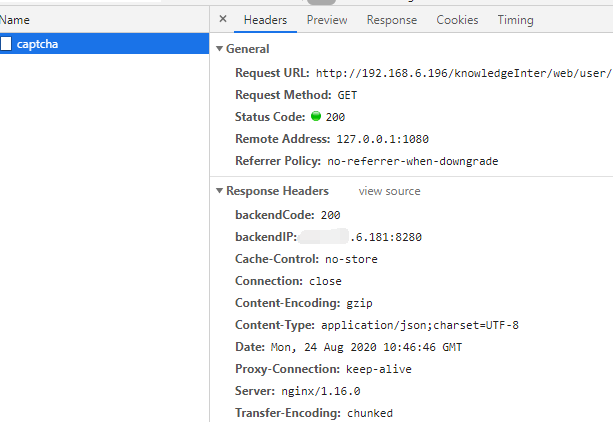 Name
captcha
× Headers Preview Response Cookies Timing
▼ General
Request URL: http://192.168.6.196/knowledgeInter/web/user/
Request Method: GET
Status Code: 200
Remote Address: 127.0.0.1:1080
Referrer Policy: no-referrer-when-downgrade
▼ Response Headers view source
backendCode: 200
backendIP: .6.181:8280
Cache-Control: no-store
Connection: close
Content-Encoding: gzip
Content-Type: application/json;charset=UTF-8
Date: Mon, 24 Aug 2020 10:46:46 GMT
Proxy-Connection: keep-alive
Server: nginx/1.16.0
Transfer-Encoding: chunked